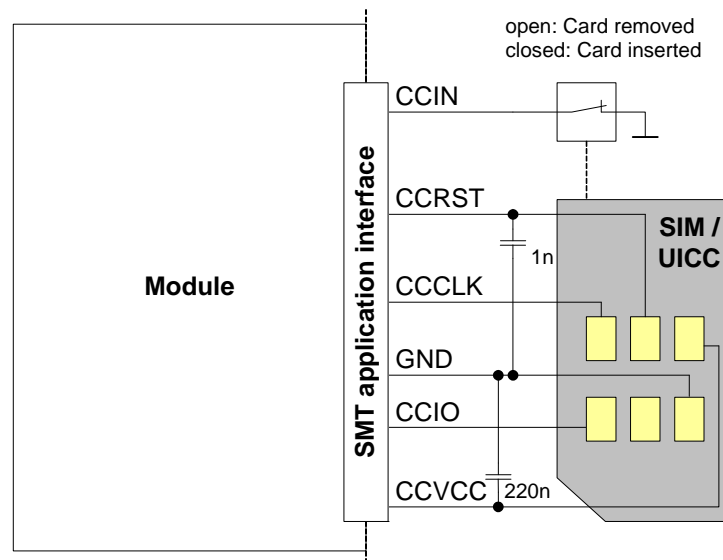 open: Card removed
closed: Card inserted
CCIN
CCRST
SIM /
UICC
1n
Module
SMT application interface
CCCLK
GND
CCIO
CCVCC
220n